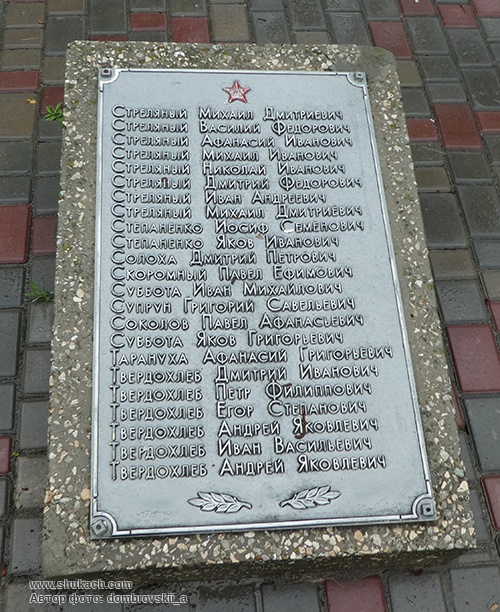 Стреляный Михаил Дмитриевич
Стреляный Василий Федорович
Стреляный Афанасий Иванович
Стреляный Михаил Иванович
Стреляный Николай Иванович
Стреляный Дмитрий Федорович
Стреляный Иван Андреевич
Стреляный Михаил Дмитриевич
Степаненко Иосиф Семенович
Степаненко Яков Иванович
Солоха Дмитрий Петрович
Скоромный Павел Ефимович
Суббота Иван Михайлович
Супрун Григорий Савельевич
Соколов Павел Афанасьевич
Суббота Яков Григорьевич
Тарануха Афанасий Григорьевич
Твердохлеб Дмитрий Иванович
Твердохлеб Петр Филиппович
Твердохлеб Егор Степанович
Твердохлеб Андрей Яковлевич
Твердохлеб Иван Васильевич
Твердохлеб Андрей Яковлевич
www.shukach.com
Автор фото: dombrovskii_a